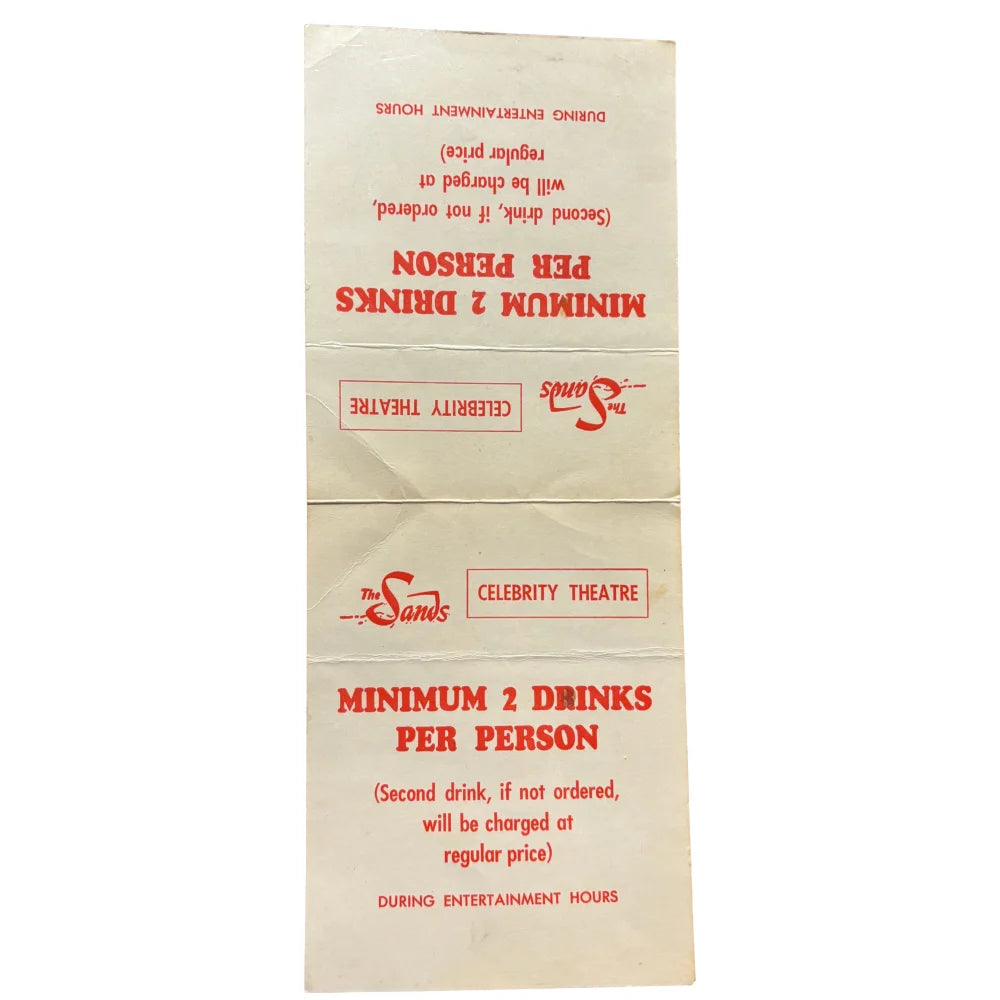 DURING ENTERTAINMENT HOURS
regular price)
will be charged at
(Second drink, if not ordered,
PER PERSON
MINIMUM 2 DRINKS
The Sands
CELEBRITY THEATRE
The Sands
CELEBRITY THEATRE
MINIMUM 2 DRINKS
PER PERSON
(Second drink, if not ordered,
will be charged at
regular price)
DURING ENTERTAINMENT HOURS